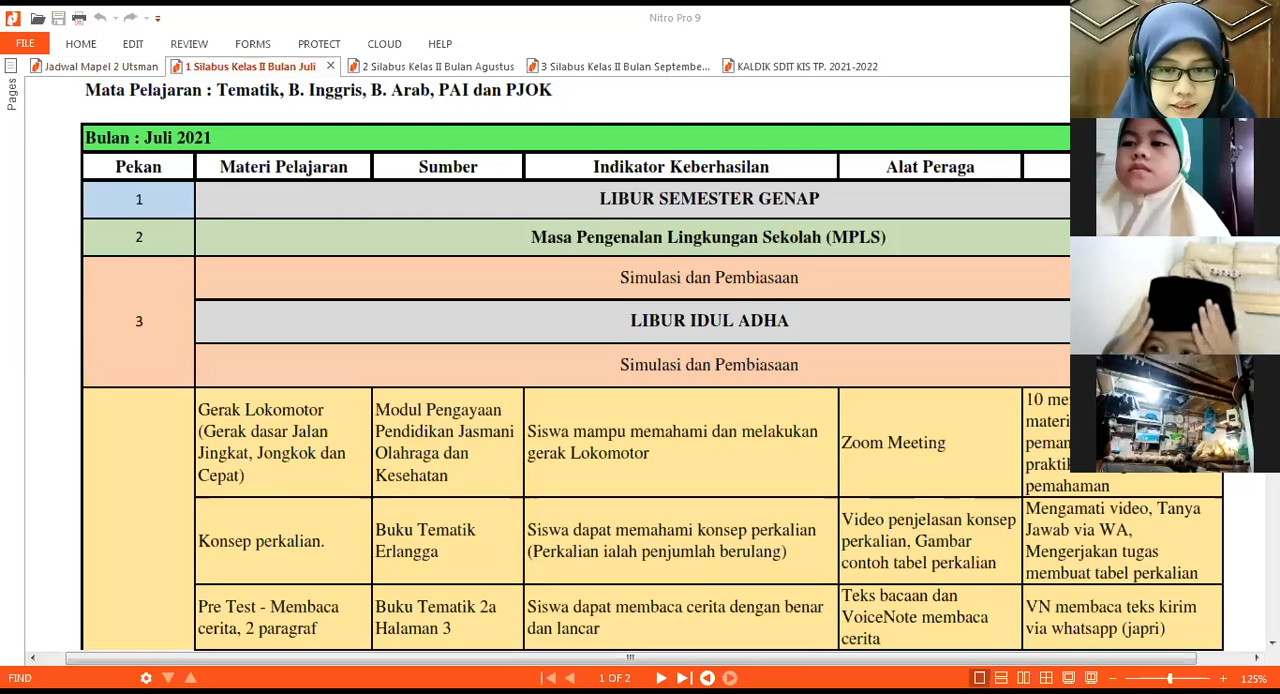 Nitro Pro 9
FILE HOME EDIT REVIEW FORMS PROTECT CLOUD HELP
Jadwal Mapel 2 Utsman 1 Silabus Kelas II Bulan Juli 2 Silabus Kelas II Bulan Agustus 3 Silabus Kelas II Bulan Septembe... KALDIK SDIT KIS TP. 2021-2022
Pages
Mata Pelajaran : Tematik, B. Inggris, B. Arab, PAI dan PJOK
Bulan : Juli 2021
Pekan Materi Pelajaran Sumber Indikator Keberhasilan Alat Peraga
1 LIBUR SEMESTER GENAP
2 Masa Pengenalan Lingkungan Sekolah (MPLS)
Simulasi dan Pembiasaan
3 LIBUR IDUL ADHA
Simulasi dan Pembiasaan
Gerak Lokomotor
(Gerak dasar Jalan
Jingkat, Jongkok dan
Cepat)
Modul Pengayaan
Pendidikan Jasmani
Olahraga dan
Kesehatan
Siswa mampu memahami dan melakukan
gerak Lokomotor
Zoom Meeting
10 me
materi
peman
prakti
pemahaman
Konsep perkalian.
Buku Tematik
Erlangga
Siswa dapat memahami konsep perkalian
(Perkalian ialah penjumlah berulang)
Video penjelasan konsep
perkalian, Gambar
contoh tabel perkalian
Mengamati video, Tanya
Jawab via WA,
Mengerjakan tugas
membuat tabel perkalian
Pre Test - Membaca
cerita, 2 paragraf
Buku Tematik 2a
Halaman 3
Siswa dapat membaca cerita dengan benar
dan lancar
Teks bacaan dan
VoiceNote membaca
cerita
VN membaca teks kirim
via whatsapp (japri)
FIND 1 OF 2 125%